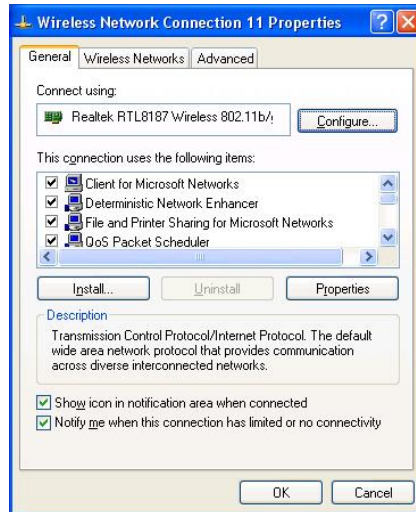 Wireless Network Connection 11 Properties
General Wireless Networks Advanced
Connect using:
Realtek RTL8187 Wireless 802.11b/
Configure...
This connection uses the following items:
Client for Microsoft Networks
Deterministic Network Enhancer
File and Printer Sharing for Microsoft Networks
QoS Packet Scheduler
Install... Uninstall Properties
Description
Transmission Control Protocol/Internet Protocol. The default
wide area network protocol that provides communication
across diverse interconnected networks.
Show icon in notification area when connected
Notify me when this connection has limited or no connectivity
OK Cancel